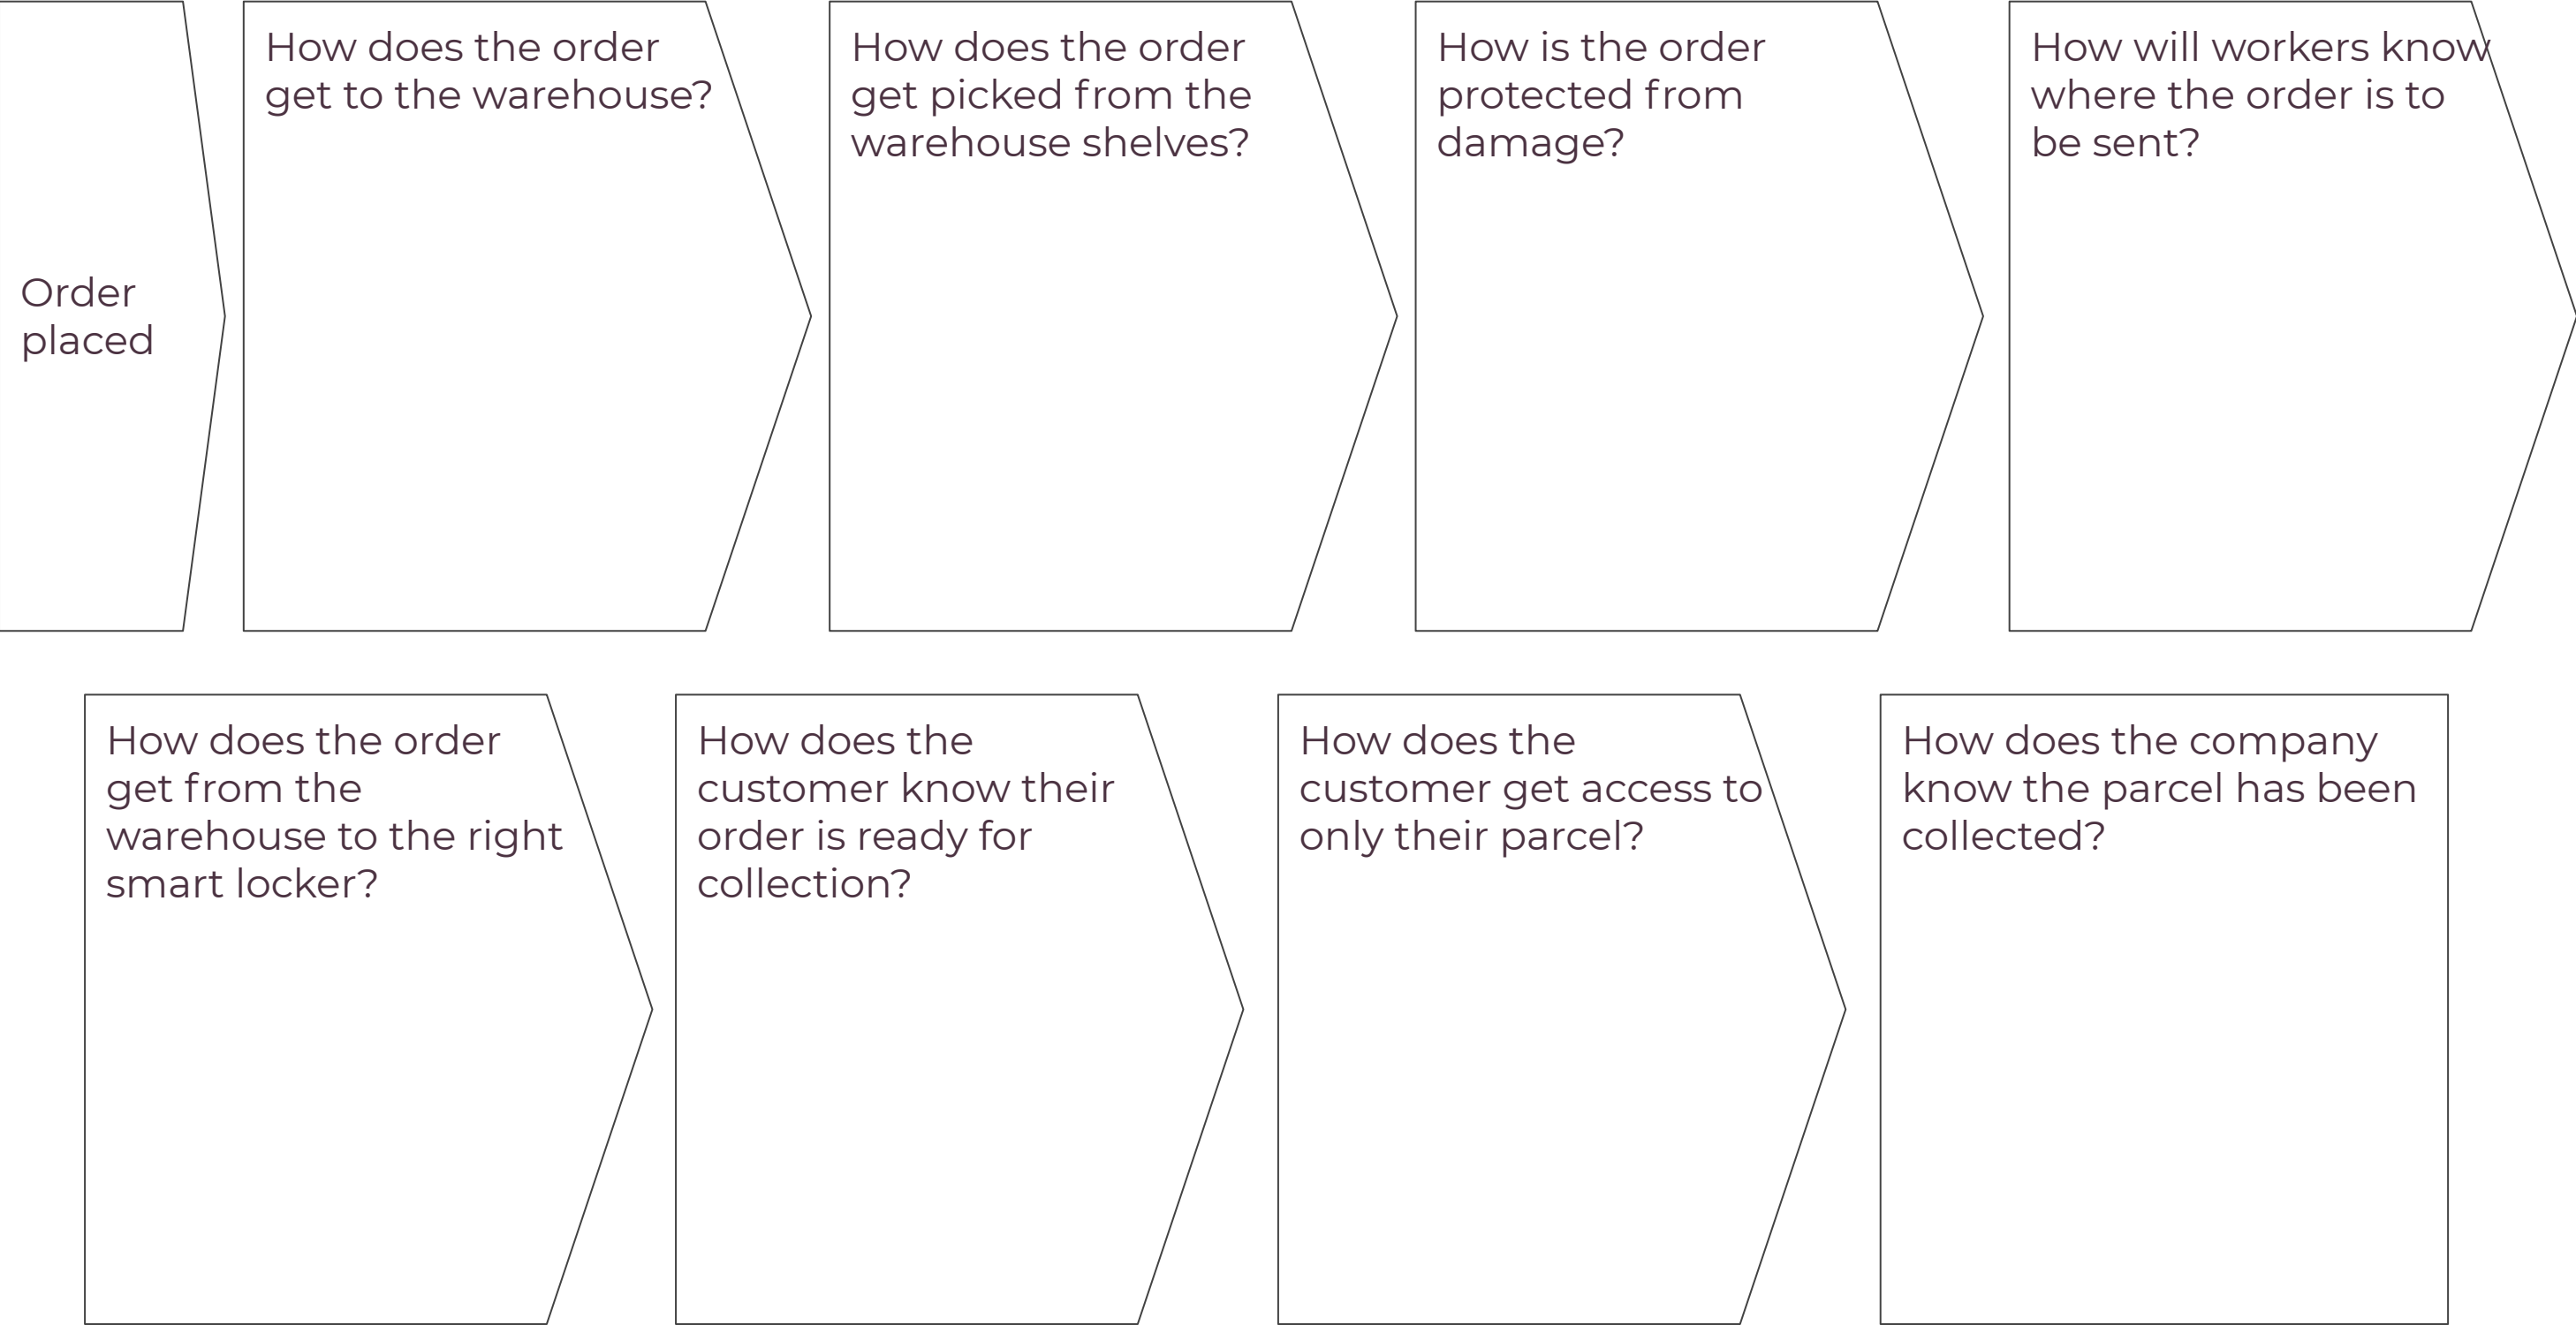 Order
placed
How does the order
get to the warehouse?
How does the order
get picked from the
warehouse shelves?
How is the order
protected from
damage?
How will workers know
where the order is to
be sent?
How does the order
get from the
warehouse to the right
smart locker?
How does the
customer know their
order is ready for
collection?
How does the
customer get access to
only their parcel?
How does the company
know the parcel has been
collected?